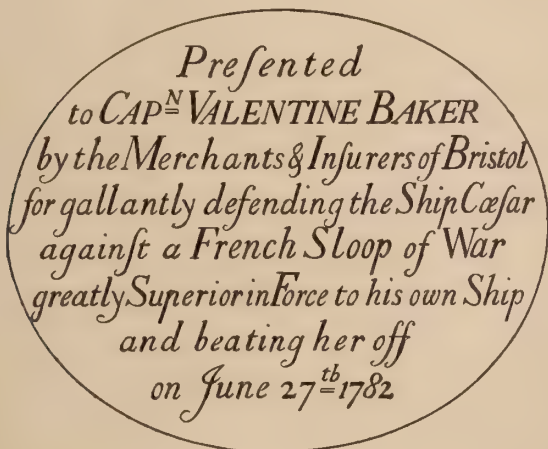 Preſented
to CAPᴺ VALENTINE BAKER
by the Merchants & Inſurers of Briſtol
for gallantly defending the Ship Cæſar
againſt a French Sloop of War
greatly Superior in Force to his own Ship
and beating her off
on June 27ᵗʰ 1782